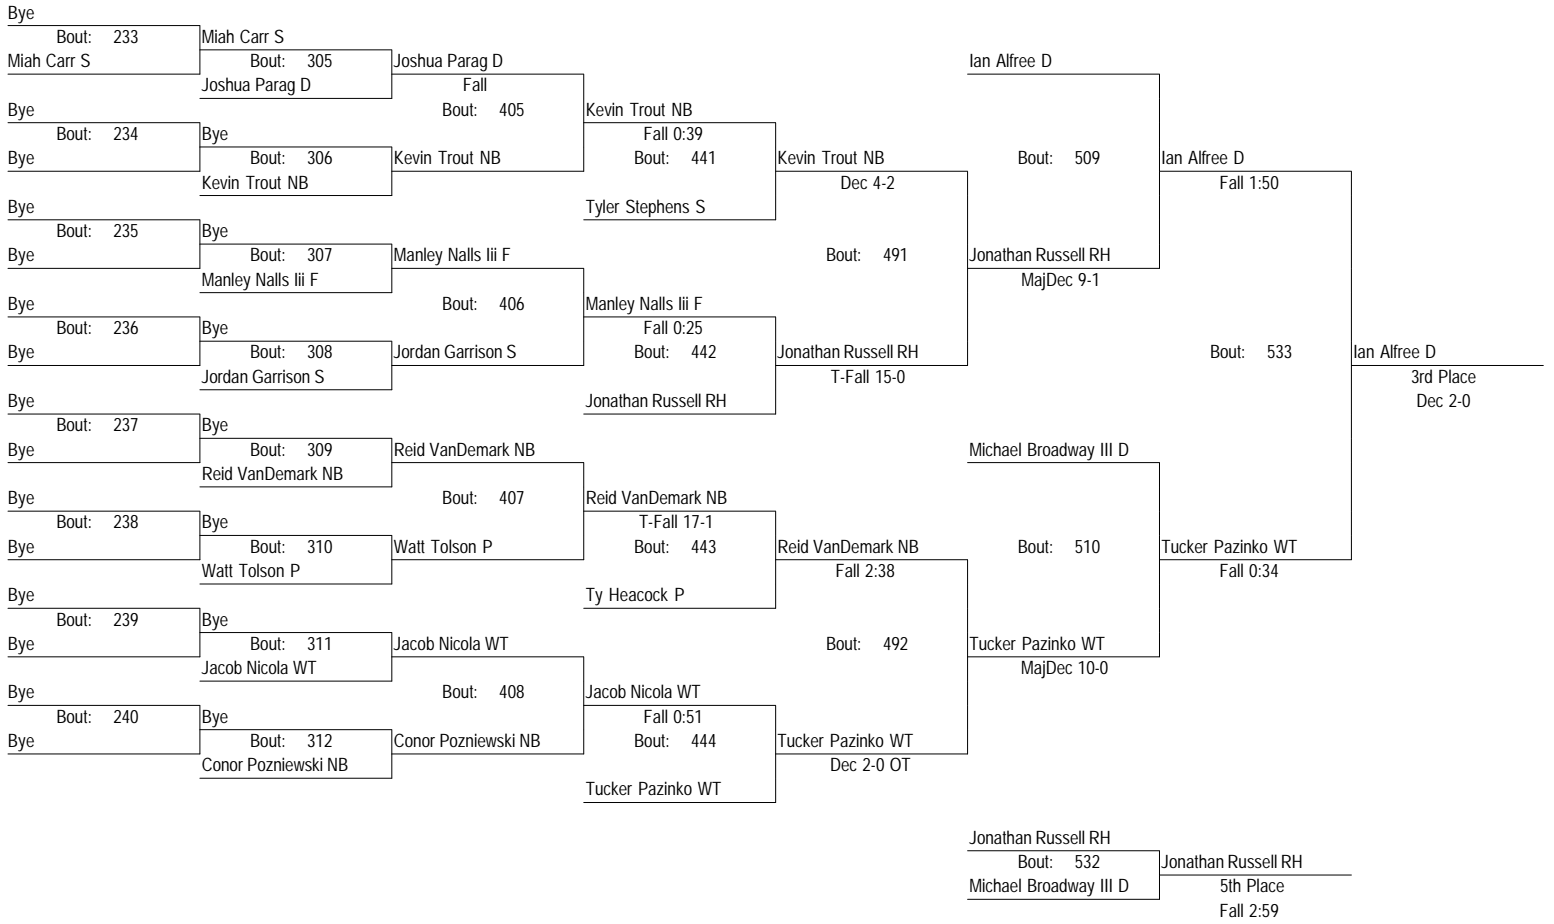 Bye
Bout: 233 Miah Carr S
Miah Carr S Bout: 305 Joshua Parag D Ian Alfree D
Joshua Parag D Fall
Bye Bout: 405 Kevin Trout NB
Bout: 234 Bye Fall 0:39
Bye Bout: 306 Kevin Trout NB Bout: 441 Kevin Trout NB Bout: 509 Ian Alfree D
Kevin Trout NB Dec 4-2 Fall 1:50
Bye Tyler Stephens S
Bout: 235 Bye
Bye Bout: 307 Manley Nalls Iii F Bout: 491 Jonathan Russell RH
Manley Nalls Iii F MajDec 9-1
Bye Bout: 406 Manley Nalls Iii F
Bout: 236 Bye Fall 0:25
Bye Bout: 308 Jordan Garrison S Bout: 442 Jonathan Russell RH Bout: 533 Ian Alfree D
Jordan Garrison S T-Fall 15-0 3rd Place
Bye Jonathan Russell RH Dec 2-0
Bout: 237 Bye
Bye Bout: 309 Reid VanDemark NB Michael Broadway III D
Reid VanDemark NB
Bye Bout: 407 Reid VanDemark NB
Bout: 238 Bye T-Fall 17-1
Bye Bout: 310 Watt Tolson P Bout: 443 Reid VanDemark NB Bout: 510 Tucker Pazinko WT
Watt Tolson P Fall 2:38 Fall 0:34
Bye Ty Heacock P
Bout: 239 Bye
Bye Bout: 311 Jacob Nicola WT Bout: 492 Tucker Pazinko WT
Jacob Nicola WT MajDec 10-0
Bye Bout: 408 Jacob Nicola WT
Bout: 240 Bye Fall 0:51
Bye Bout: 312 Conor Pozniewski NB Bout: 444 Tucker Pazinko WT
Conor Pozniewski NB Dec 2-0 OT
Tucker Pazinko WT
Jonathan Russell RH
Bout: 532 Jonathan Russell RH
Michael Broadway III D 5th Place
Fall 2:59